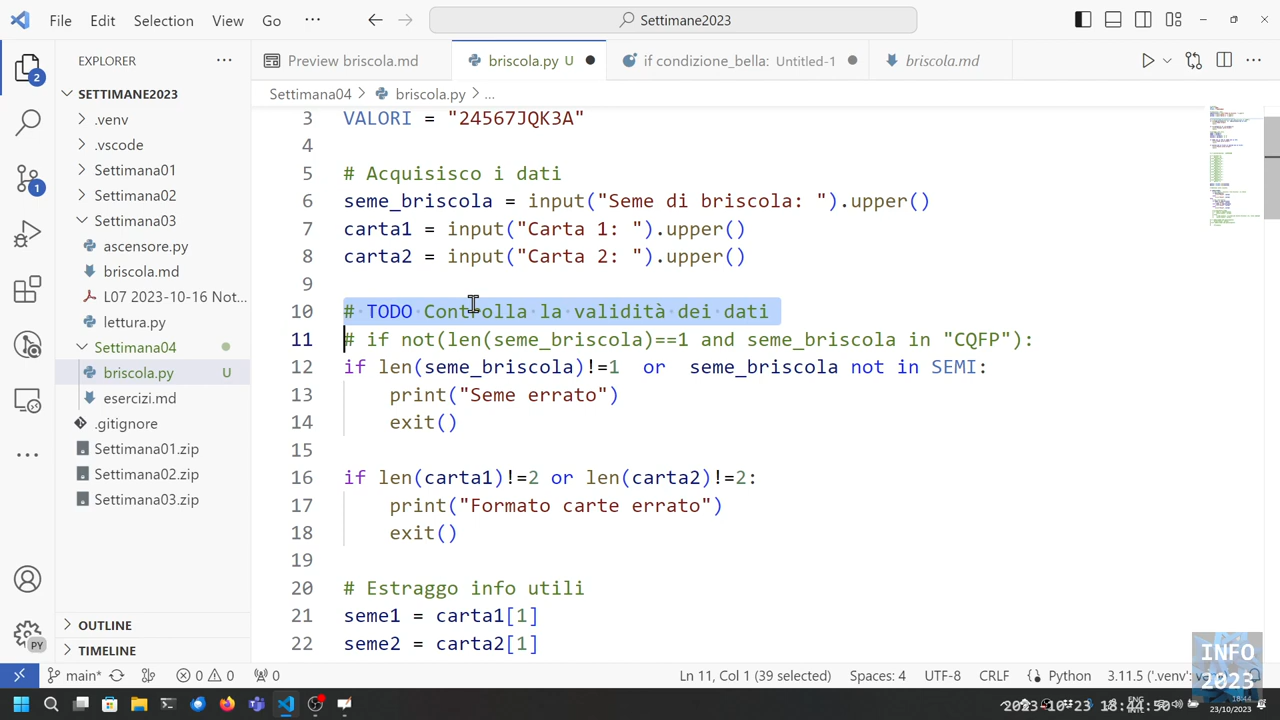 File Edit Selection View Go ··· Settimane2023
EXPLORER ···
Preview briscola.md briscola.py U if condizione_bella: Untitled-1 briscola.md
SETTIMANE2023
.venv
.vscode
Settimana01
Settimana02
Settimana03
ascensore.py
briscola.md
L07 2023-10-16 Not...
lettura.py
Settimana04
briscola.py U
esercizi.md
.gitignore
Settimana01.zip
Settimana02.zip
Settimana03.zip
OUTLINE
TIMELINE
2
1
PY
Settimana04 > briscola.py > ...
3 VALORI = "24567JQK3A"
4
5 # Acquisisco i dati
6 seme_briscola = input("Seme di briscola: ").upper()
7 carta1 = input("Carta 1: ").upper()
8 carta2 = input("Carta 2: ").upper()
9
10 # TODO Controlla la validità dei dati
11 # if not(len(seme_briscola)==1 and seme_briscola in "CQFP"):
12 if len(seme_briscola)!=1 or seme_briscola not in SEMI:
13 print("Seme errato")
14 exit()
15
16 if len(carta1)!=2 or len(carta2)!=2:
17 print("Formato carte errato")
18 exit()
19
20 # Estraggo info utili
21 seme1 = carta1[1]
22 seme2 = carta2[1]
INFO
2023
main* 0 0 0 Ln 11, Col 1 (39 selected) Spaces: 4 UTF-8 CRLF Python 3.11.5 ('.venv': v
ENG
2023-10-23 18:44:50
18:44
23/10/2023